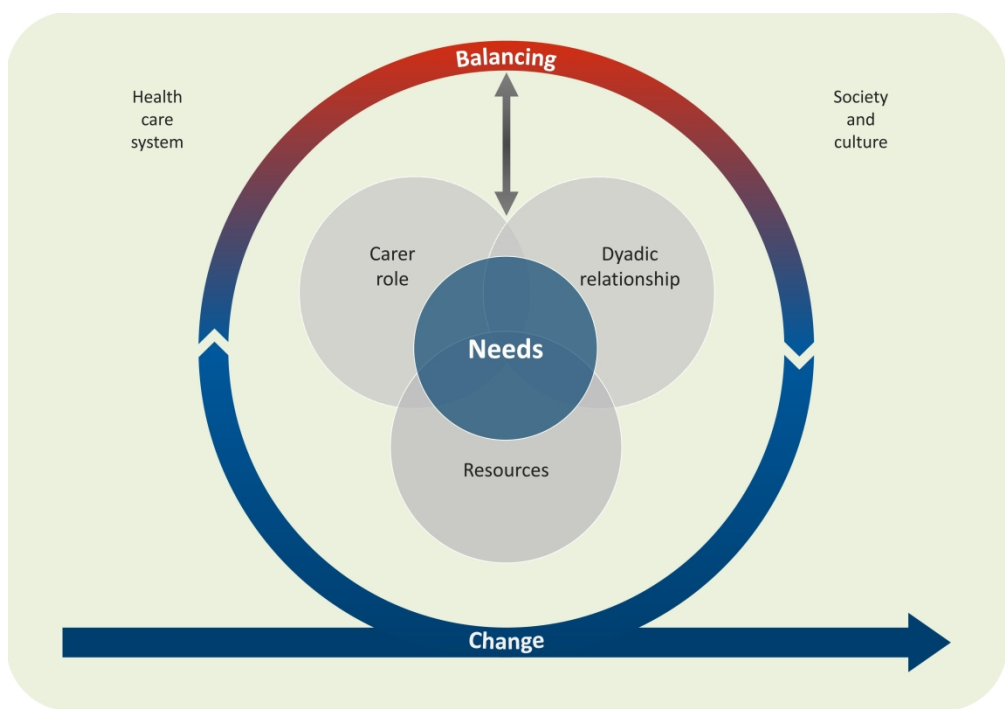 Balancing
Health
care
system
Society
and
culture
Carer
role
Dyadic
relationship
Needs
Resources
Change